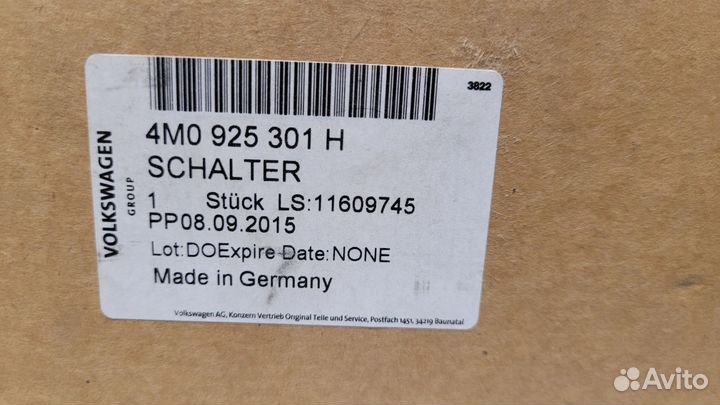 3822
4M0 925 301 H
SCHALTER
1 Stück LS:11609745
PP08.09.2015
Lot:DOExpire Date:NONE
Made in Germany
VOLKSWAGEN
GROUP
Volkswagen AG, Konzern Vertrieb Original Teile und Service, Postfach 1451, 34219 Baunatal
Avito